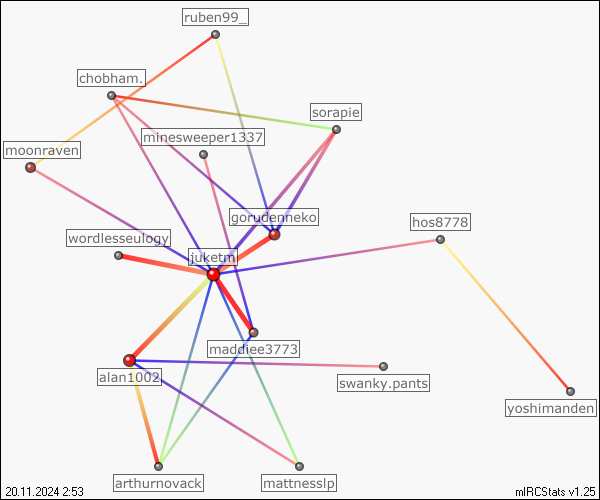 ruben99_
chobham.
sorapie
minesweeper1337
moonraven
gorudenneko
hos8778
wordlesseulogy
juketm
maddiee3773
alan1002
swanky.pants
yoshimanden
arthurnovack
mattnesslp
20.11.2024 2:53
mIRCStats v1.25